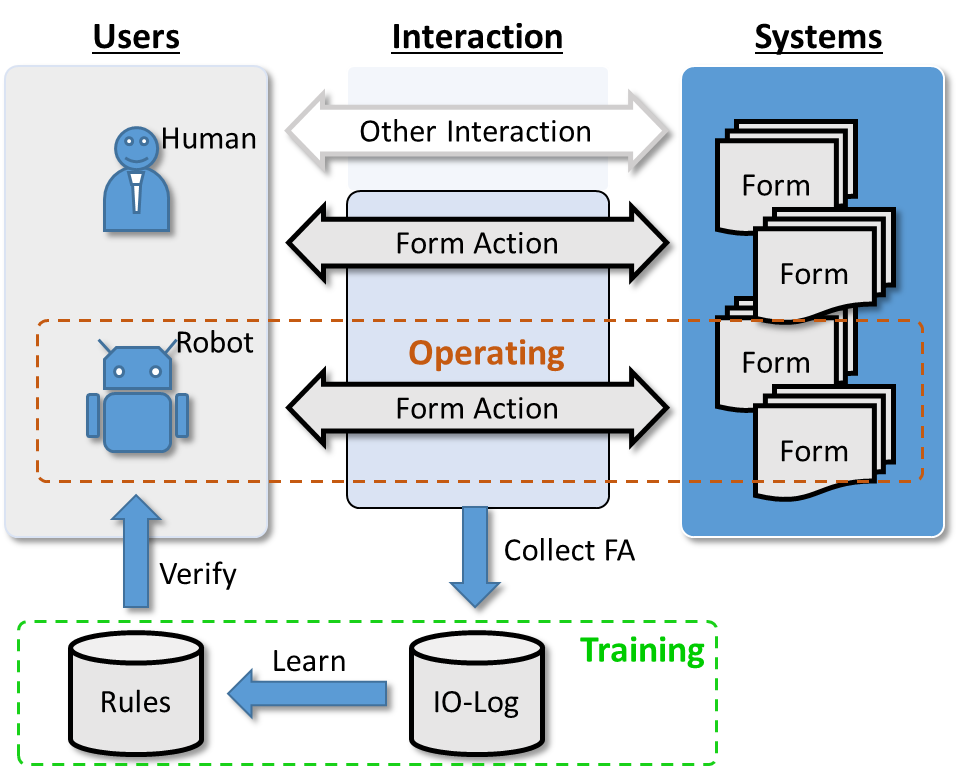 Users
Interaction
Systems
Human
Other Interaction
Form
Form Action
Form
Robot
Operating
Form
Form Action
Form
Collect FA
Verify
Training
Learn
Rules
IO-Log